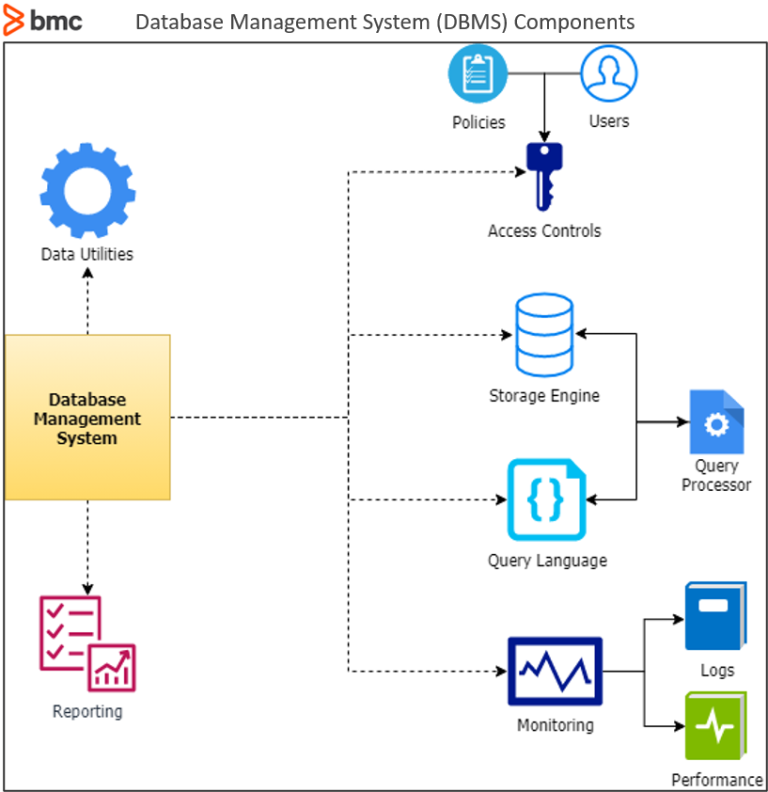 bmc
Database Management System (DBMS) Components
Policies
Users
Data Utilities
Access Controls
Database
Management
System
Storage Engine
Query
Processor
Query Language
Reporting
Monitoring
Logs
Performance